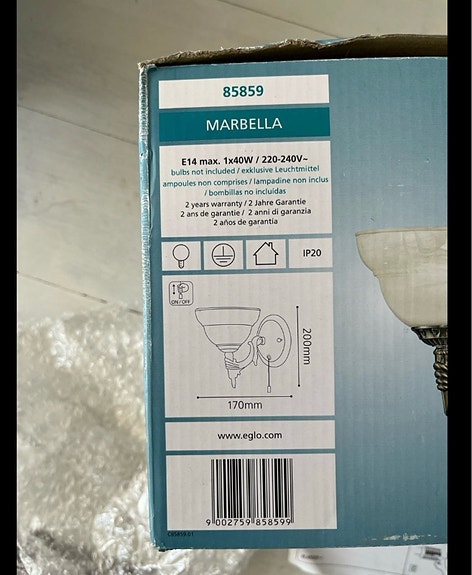 85859
MARBELLA
E14 max. 1x40W / 220-240V~
bulbs not included / exklusive Leuchtmittel
ampoules non comprises / lampadine non inclus
/ bombillas no incluidas
2 years warranty / 2 Jahre Garantie
2 ans de garantie / 2 anni di garanzia
2 años de garantía
IP20
ON/OFF
200mm
170mm
www.eglo.com
9 002759 858599